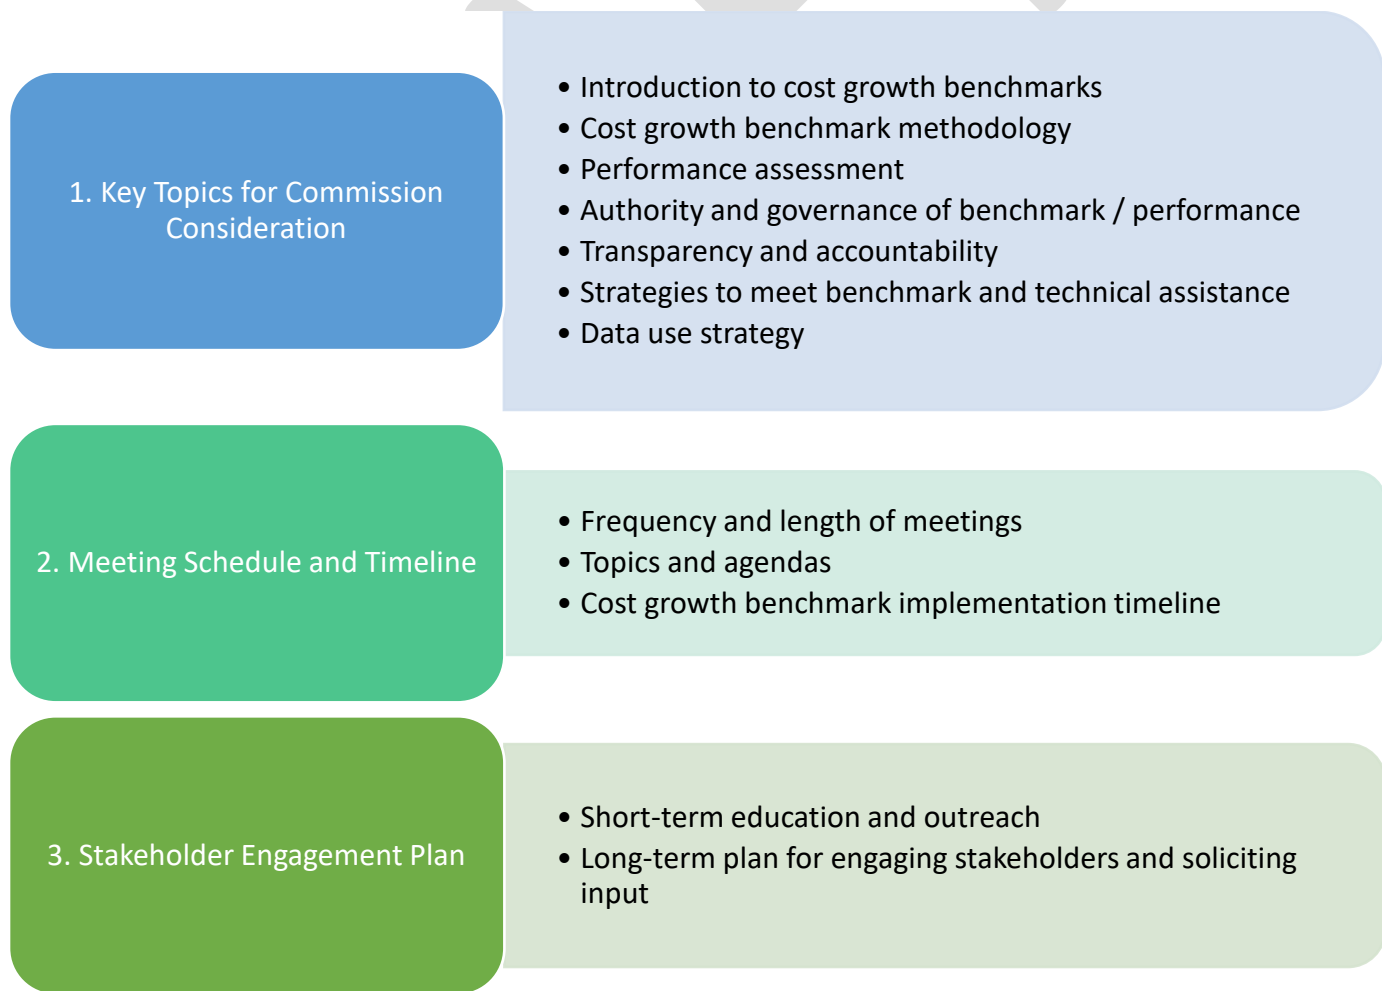 1. Key Topics for Commission
Consideration
• Introduction to cost growth benchmarks
• Cost growth benchmark methodology
• Performance assessment
• Authority and governance of benchmark / performance
• Transparency and accountability
• Strategies to meet benchmark and technical assistance
• Data use strategy
2. Meeting Schedule and Timeline
• Frequency and length of meetings
• Topics and agendas
• Cost growth benchmark implementation timeline
3. Stakeholder Engagement Plan
• Short-term education and outreach
• Long-term plan for engaging stakeholders and soliciting
input